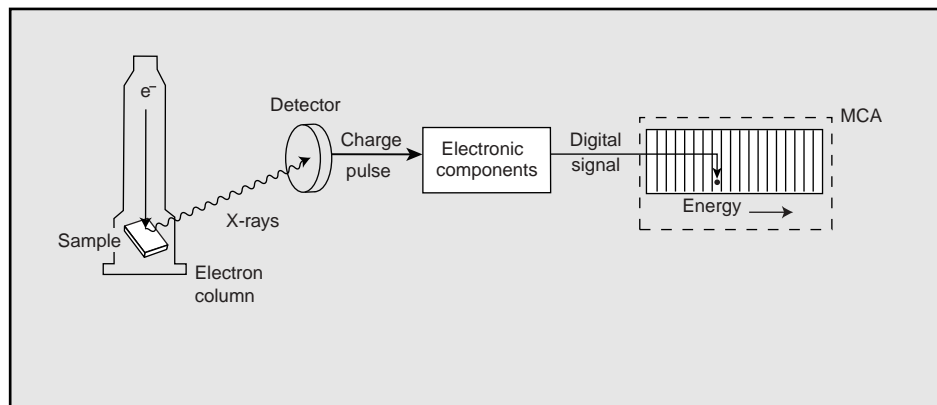 e–
Sample
Electron
column
X-rays
Detector
Charge
pulse
Electronic
components
Digital
signal
MCA
Energy